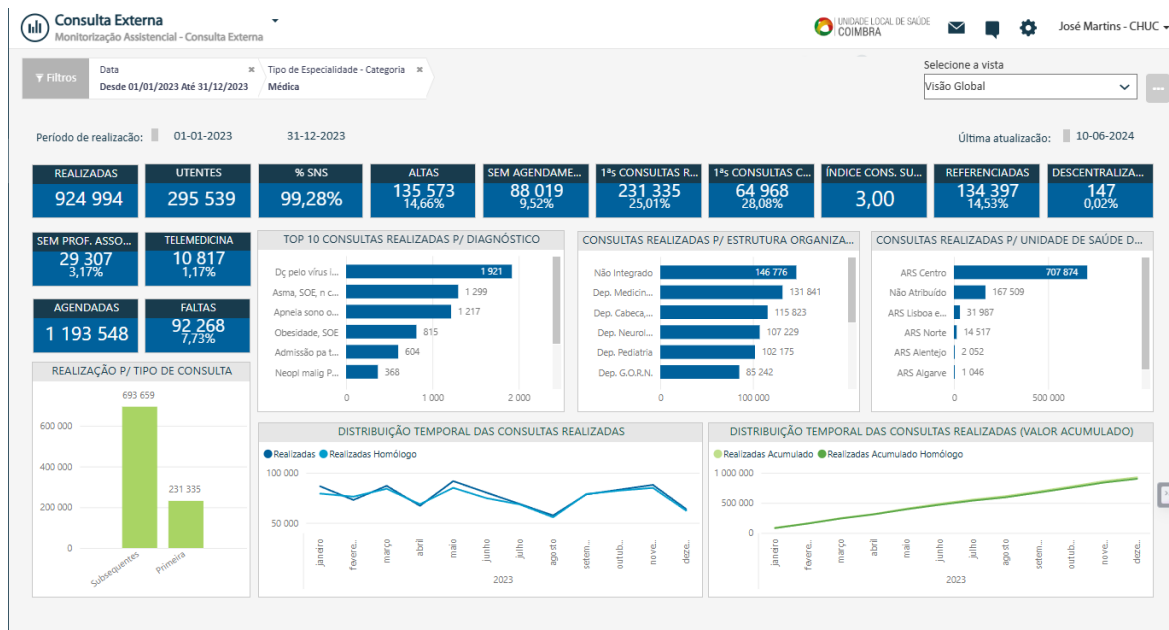 Consulta Externa
Monitorização Assistencial - Consulta Externa
UNIDADE LOCAL DE SAÚDE
COIMBRA
José Martins - CHUC
Filtros
Data
Desde 01/01/2023 Até 31/12/2023
Tipo de Especialidade - Categoria
Médica
Selecione a vista
Visão Global
Período de realização: 01-01-2023 31-12-2023
Última atualização: 10-06-2024
REALIZADAS
924 994
UTENTES
295 539
% SNS
99,28%
ALTAS
135 573
14,66%
SEM AGENDAME...
88 019
9,52%
1ªs CONSULTAS R...
231 335
25,01%
1ªs CONSULTAS C...
64 968
28,08%
ÍNDICE CONS. SU...
3,00
REFERENCIADAS
134 397
14,53%
DESCENTRALIZA...
147
0,02%
SEM PROF. ASSO...
29 307
3,17%
TELEMEDICINA
10 817
1,17%
AGENDADAS
1 193 548
FALTAS
92 268
7,73%
TOP 10 CONSULTAS REALIZADAS P/ DIAGNÓSTICO
Dç pelo vírus i... 1 921
Asma, SOE, n c... 1 299
Apneia sono o... 1 217
Obesidade, SOE 815
Admissão pa t... 604
Neopl malig P... 368
0 1 000 2 000
CONSULTAS REALIZADAS P/ ESTRUTURA ORGANIZA...
Não Integrado 146 776
Dep. Medicin... 131 841
Dep. Cabeca,... 115 823
Dep. Neurol... 107 229
Dep. Pediatria 102 175
Dep. G.O.R.N. 85 242
0 100 000
CONSULTAS REALIZADAS P/ UNIDADE DE SAÚDE D...
ARS Centro 707 874
Não Atribuído 167 509
ARS Lisboa e... 31 987
ARS Norte 14 517
ARS Alentejo 2 052
ARS Algarve 1 046
0 500 000
REALIZAÇÃO P/ TIPO DE CONSULTA
693 659
231 335
600 000
400 000
200 000
0
Subsequentes Primeira
DISTRIBUIÇÃO TEMPORAL DAS CONSULTAS REALIZADAS
Realizadas Realizadas Homólogo
100 000
50 000
janeiro fevere... março abril maio junho julho agosto setem... outub... nove... deze...
2023
DISTRIBUIÇÃO TEMPORAL DAS CONSULTAS REALIZADAS (VALOR ACUMULADO)
Realizadas Acumulado Realizadas Acumulado Homólogo
1 000 000
500 000
0
janeiro fevere... março abril maio junho julho agosto setem... outub... nove... deze...
2023